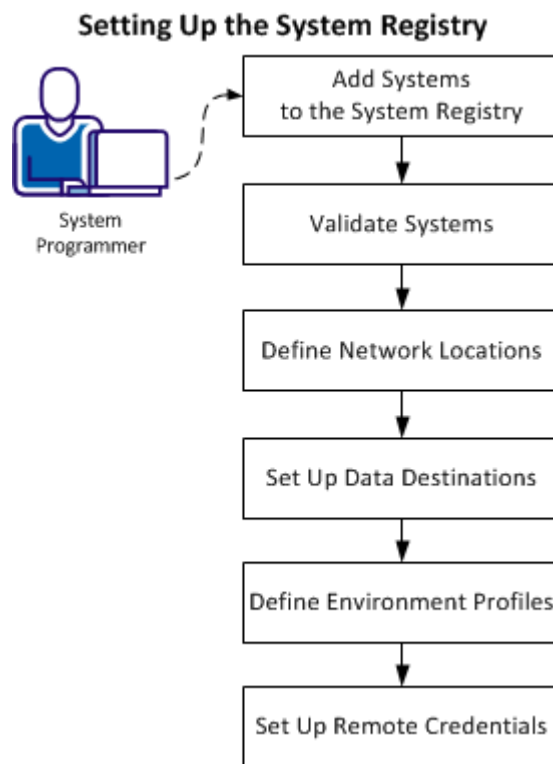 Setting Up the System Registry
Add Systems
to the System Registry
System
Programmer
Validate Systems
Define Network Locations
Set Up Data Destinations
Define Environment Profiles
Set Up Remote Credentials